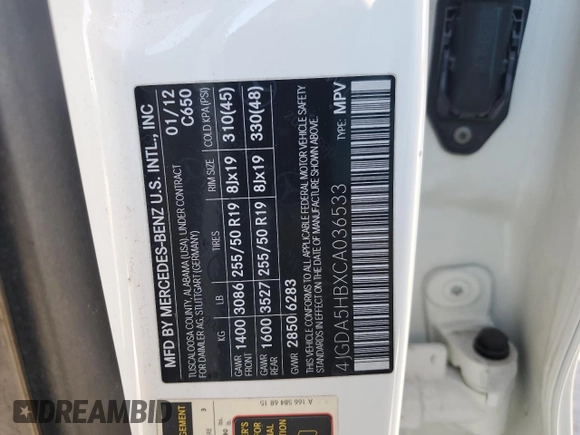 MFD BY MERCEDES-BENZ U.S. INTL., INC
TUSCALOOSA COUNTY, ALABAMA (USA), UNDER CONTRACT
FOR DAIMLER AG, STUTTGART (GERMANY)
01/12
C650
KG LB TIRES RIM SIZE COLD KPA(PSI)
GAWR FRONT 1400 3086 255/50 R19 8Jx19 310(45)
GAWR REAR 1600 3527 255/50 R19 8Jx19 330(48)
GVWR 2850 6283
THIS VEHICLE CONFORMS TO ALL APPLICABLE FEDERAL MOTOR VEHICLE SAFETY
STANDARDS IN EFFECT ON THE DATE OF MANUFACTURE SHOWN ABOVE.
4JGDA5HBXCA036533 TYPE: MPV
A 166 584 68 15
3
DREAMBID
.COM